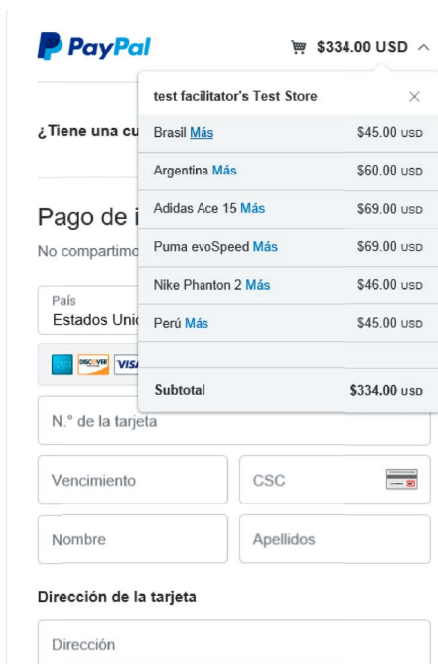 PayPal
$334.00 USD
test facilitator's Test Store
¿Tiene una cu
Brasil Más $45.00 USD
Argentina Más $60.00 USD
Pago de i
Adidas Ace 15 Más $69.00 USD
No compartimo
Puma evoSpeed Más $69.00 USD
Nike Phanton 2 Más $46.00 USD
País
Estados Unid
Perú Más $45.00 USD
DISCOVER VISA
Subtotal $334.00 USD
N.° de la tarjeta
Vencimiento CSC
Nombre Apellidos
Dirección de la tarjeta
Dirección